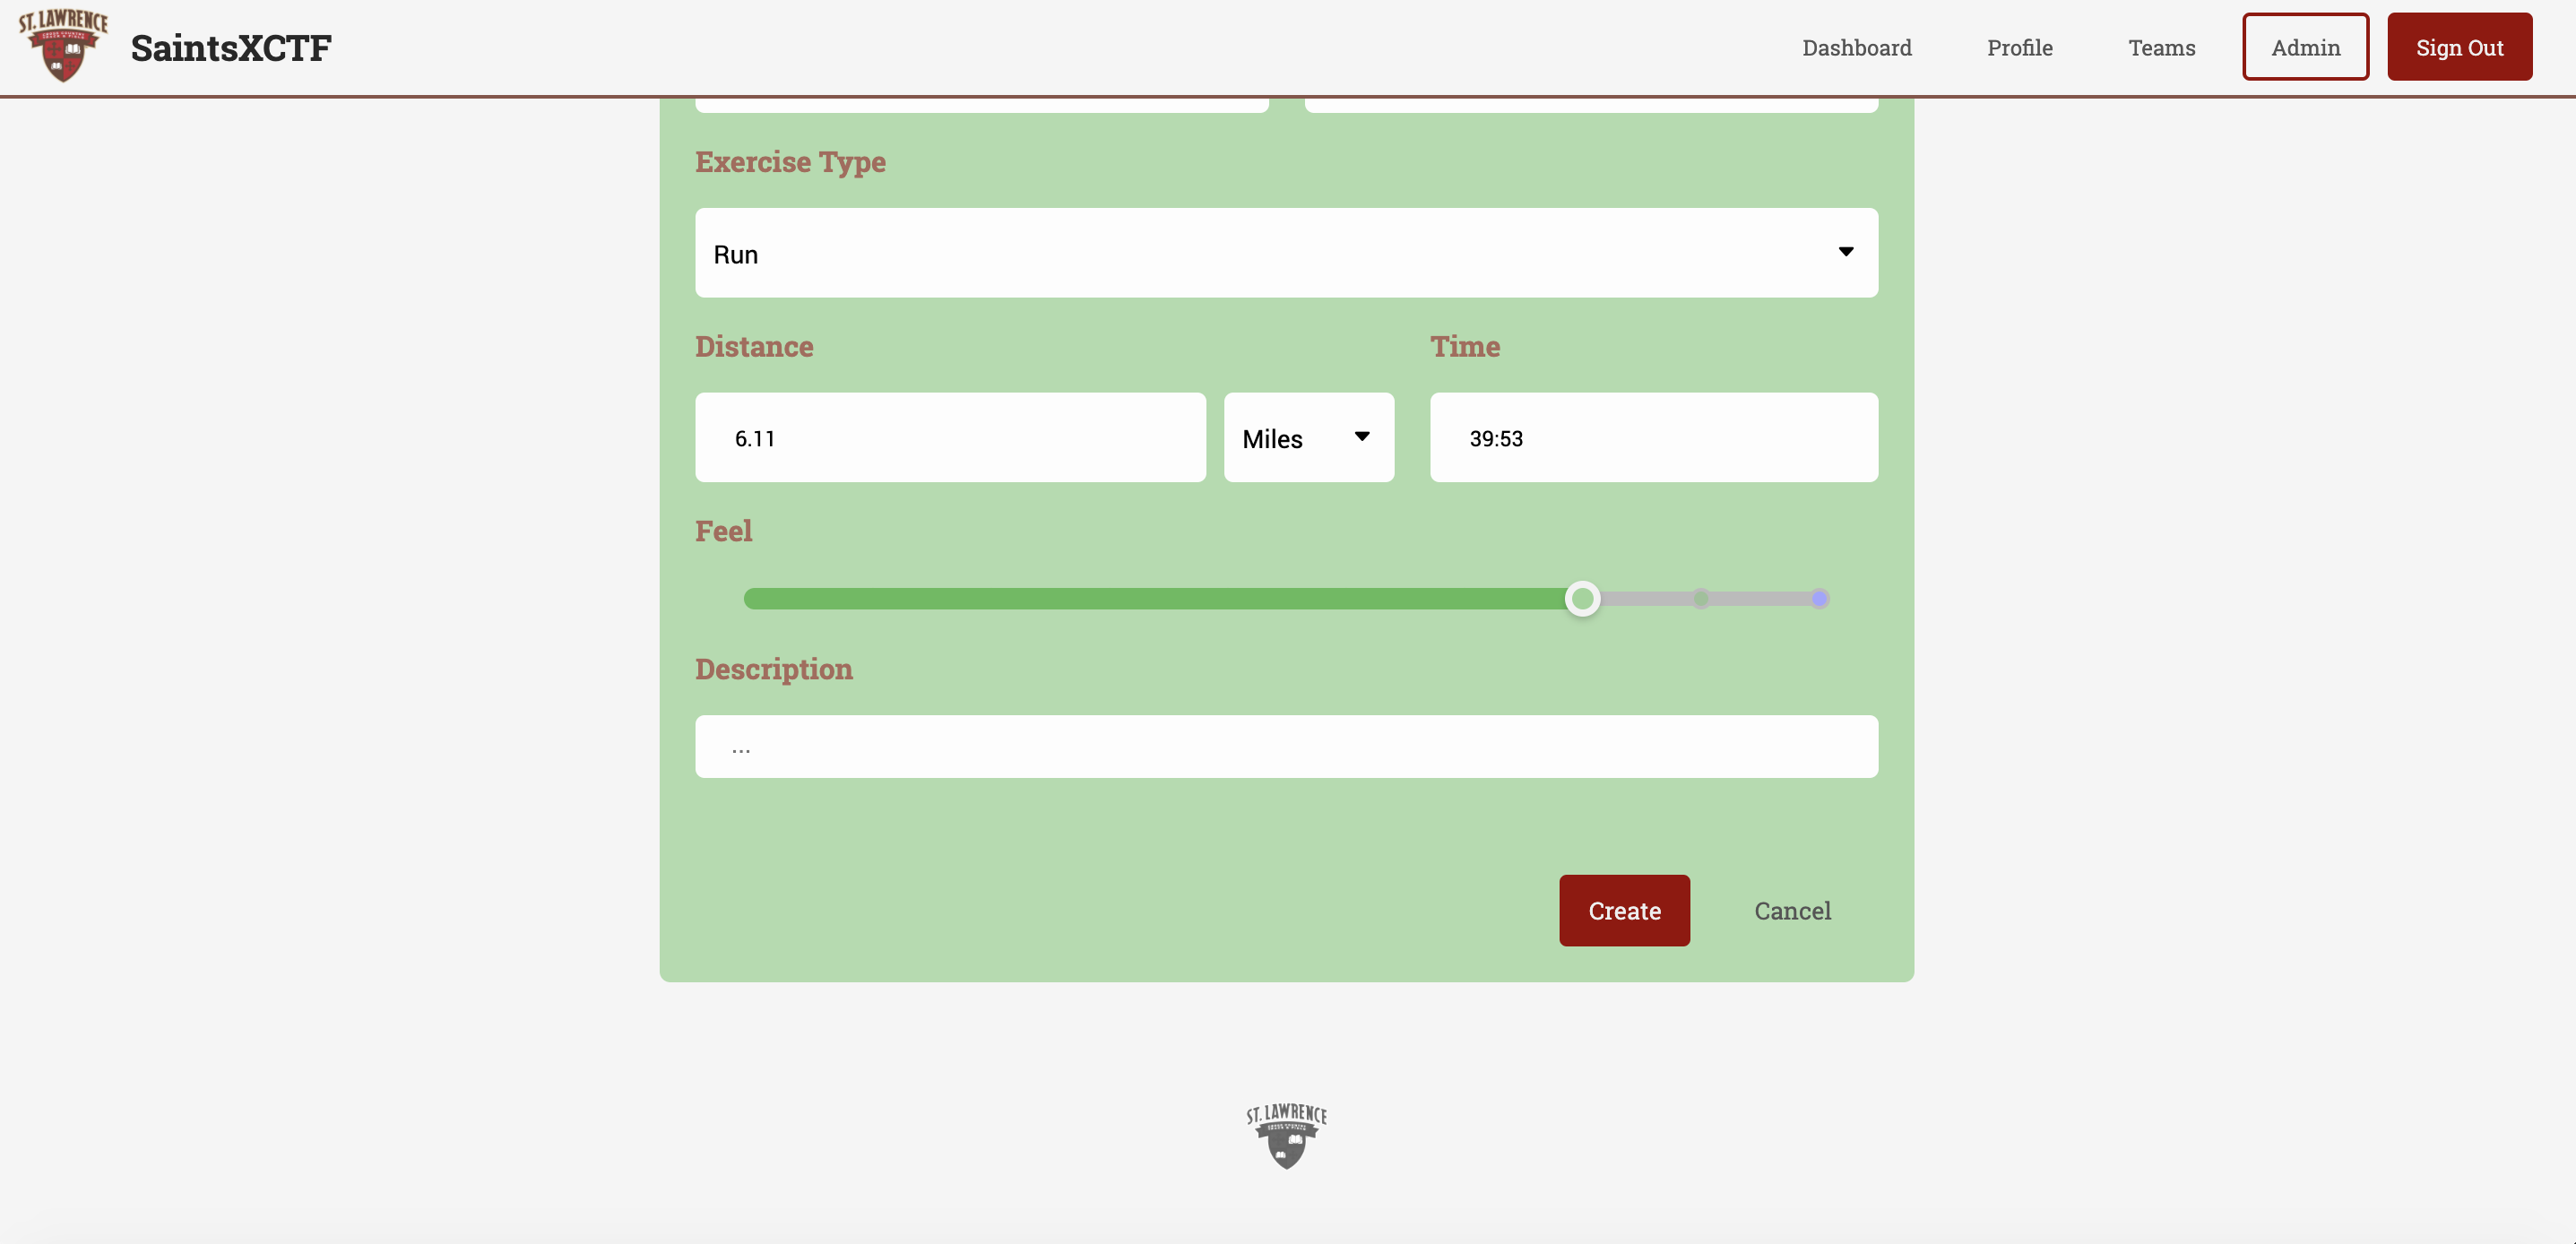 ST. LAWRENCE
SaintsXCTF
Dashboard
Profile
Teams
Admin
Sign Out
Exercise Type
Run
Distance
Time
6.11
Miles
39:53
Feel
Description
...
Create
Cancel
ST. LAWRENCE